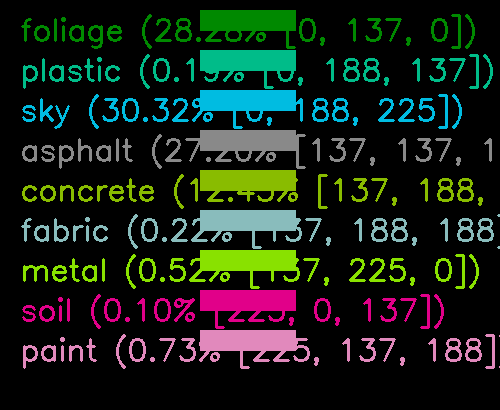 foliage (28.28% [0, 137, 0])
plastic (0.19% [0, 188, 137])
sky (30.32% [0, 188, 225])
asphalt (27.20% [137, 137, 1
concrete (12.43% [137, 188,
fabric (0.22% [137, 188, 188
metal (0.52% [137, 225, 0])
soil (0.10% [225, 0, 137])
paint (0.73% [225, 137, 188])